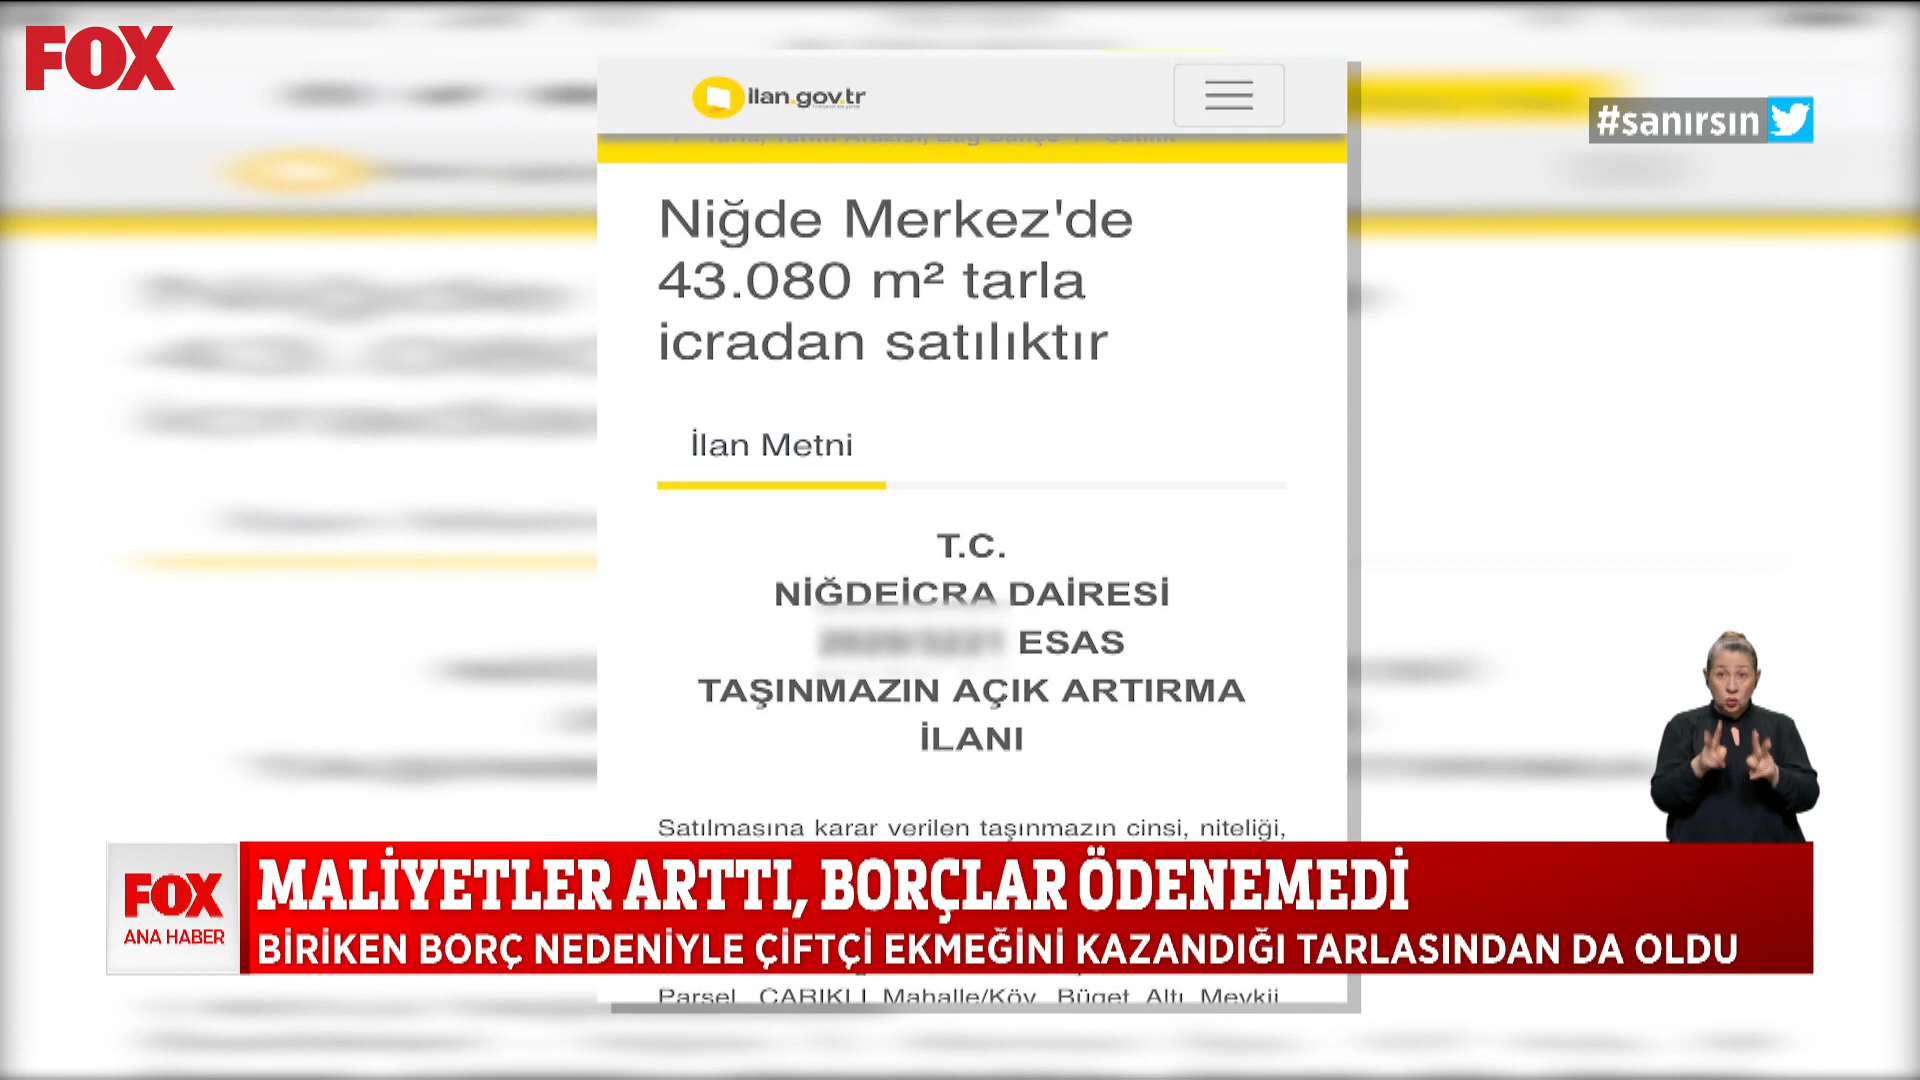 FOX
ilan.gov.tr
#sanırsın
Niğde Merkez'de
43.080 m² tarla
icradan satılıktır
İlan Metni
T.C.
NİĞDEİCRA DAİRESİ
ESAS
TAŞINMAZIN AÇIK ARTIRMA
İLANI
Satılmasına karar verilen taşınmazın cinsi, niteliği,
FOX
ANA HABER
MALİYETLER ARTTI, BORÇLAR ÖDENEMEDİ
BİRİKEN BORÇ NEDENİYLE ÇİFTÇİ EKMEĞİNİ KAZANDIĞI TARLASINDAN DA OLDU
Parsel, ÇARIKLI Mahalle/Köy, Büget Altı Mevkii,